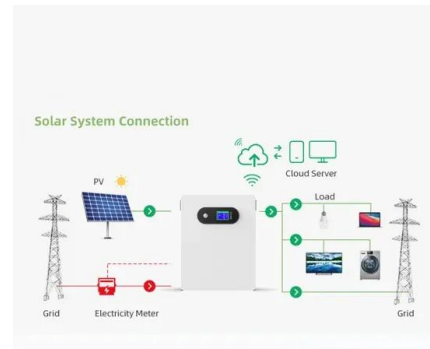 Solar System Connection
Cloud Server
PV
Load
Grid
Electricity Meter
Grid